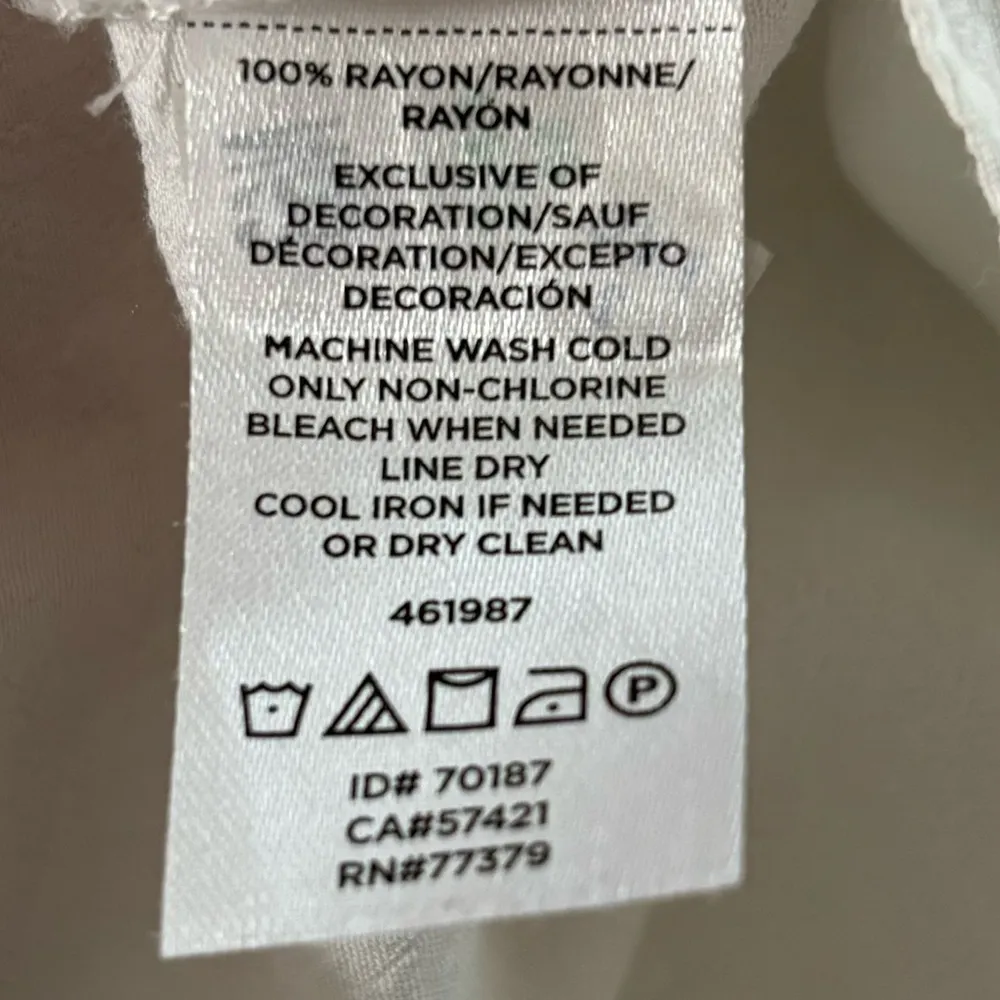 100% RAYON/RAYONNE/
RAYÓN
EXCLUSIVE OF
DECORATION/SAUF
DÉCORATION/EXCEPTO
DECORACIÓN
MACHINE WASH COLD
ONLY NON-CHLORINE
BLEACH WHEN NEEDED
LINE DRY
COOL IRON IF NEEDED
OR DRY CLEAN
461987
P
ID# 70187
CA#57421
RN#77379